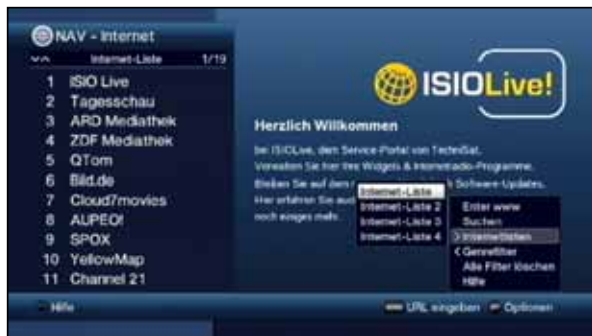 NAV - Internet
Internet-Liste 1/19
1 ISIO Live
2 Tagesschau
3 ARD Mediathek
4 ZDF Mediathek
5 QTom
6 Bild.de
7 Cloud7movies
8 AUPEO!
9 SPOX
10 YellowMap
11 Channel 21
ISIOLive!
Herzlich Willkommen
bei ISIOLive, dem Service-Portal von TechniSat.
Verwalten Sie hier Ihre Widgets & Internetradio-Programme.
Bleiben Sie auf dem Software-Updates.
Hier erfahren Sie auch
noch einiges mehr.
Internet-Liste
Internet-Liste 2
Internet-Liste 3
Internet-Liste 4
Enter www
Suchen
> Internetlisten
< Genrefilter
Alle Filter löschen
Hilfe
Hilfe
URL eingeben
Optionen